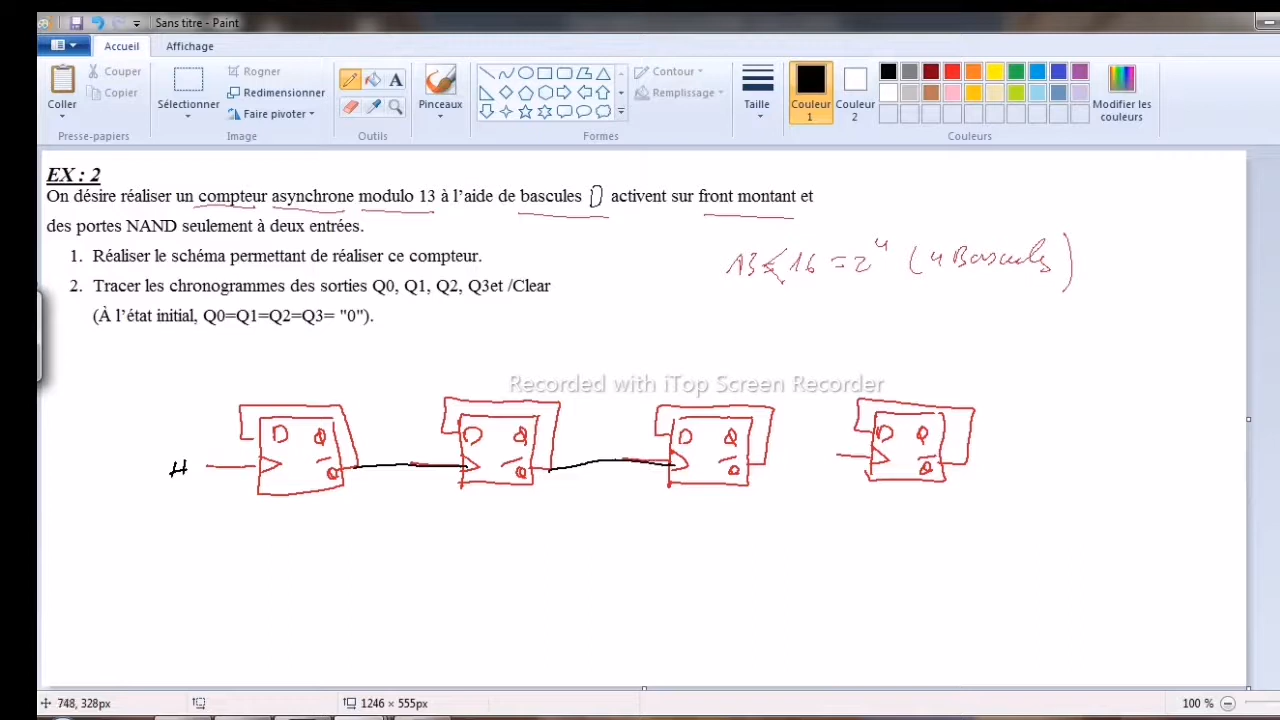 Sans titre - Paint
Accueil Affichage
Coller
Couper
Copier
Presse-papiers
Sélectionner
Rogner
Redimensionner
Faire pivoter
Image
A
Outils
Pinceaux
Contour
Remplissage
Formes
Taille
Couleur 1
Couleur 2
Modifier les couleurs
Couleurs
EX : 2
On désire réaliser un compteur asynchrone modulo 13 à l'aide de bascules D activent sur front montant et
des portes NAND seulement à deux entrées.
1. Réaliser le schéma permettant de réaliser ce compteur.
2. Tracer les chronogrammes des sorties Q0, Q1, Q2, Q3et /Clear
(À l'état initial, Q0=Q1=Q2=Q3= "0").
13 ≤ 16 = 2^4 (4 Bascules)
Recorded with iTop Screen Recorder
D Q D Q D Q D Q
H Q̅ Q̅ Q̅ Q̅
748, 328px 1246 × 555px 100 %